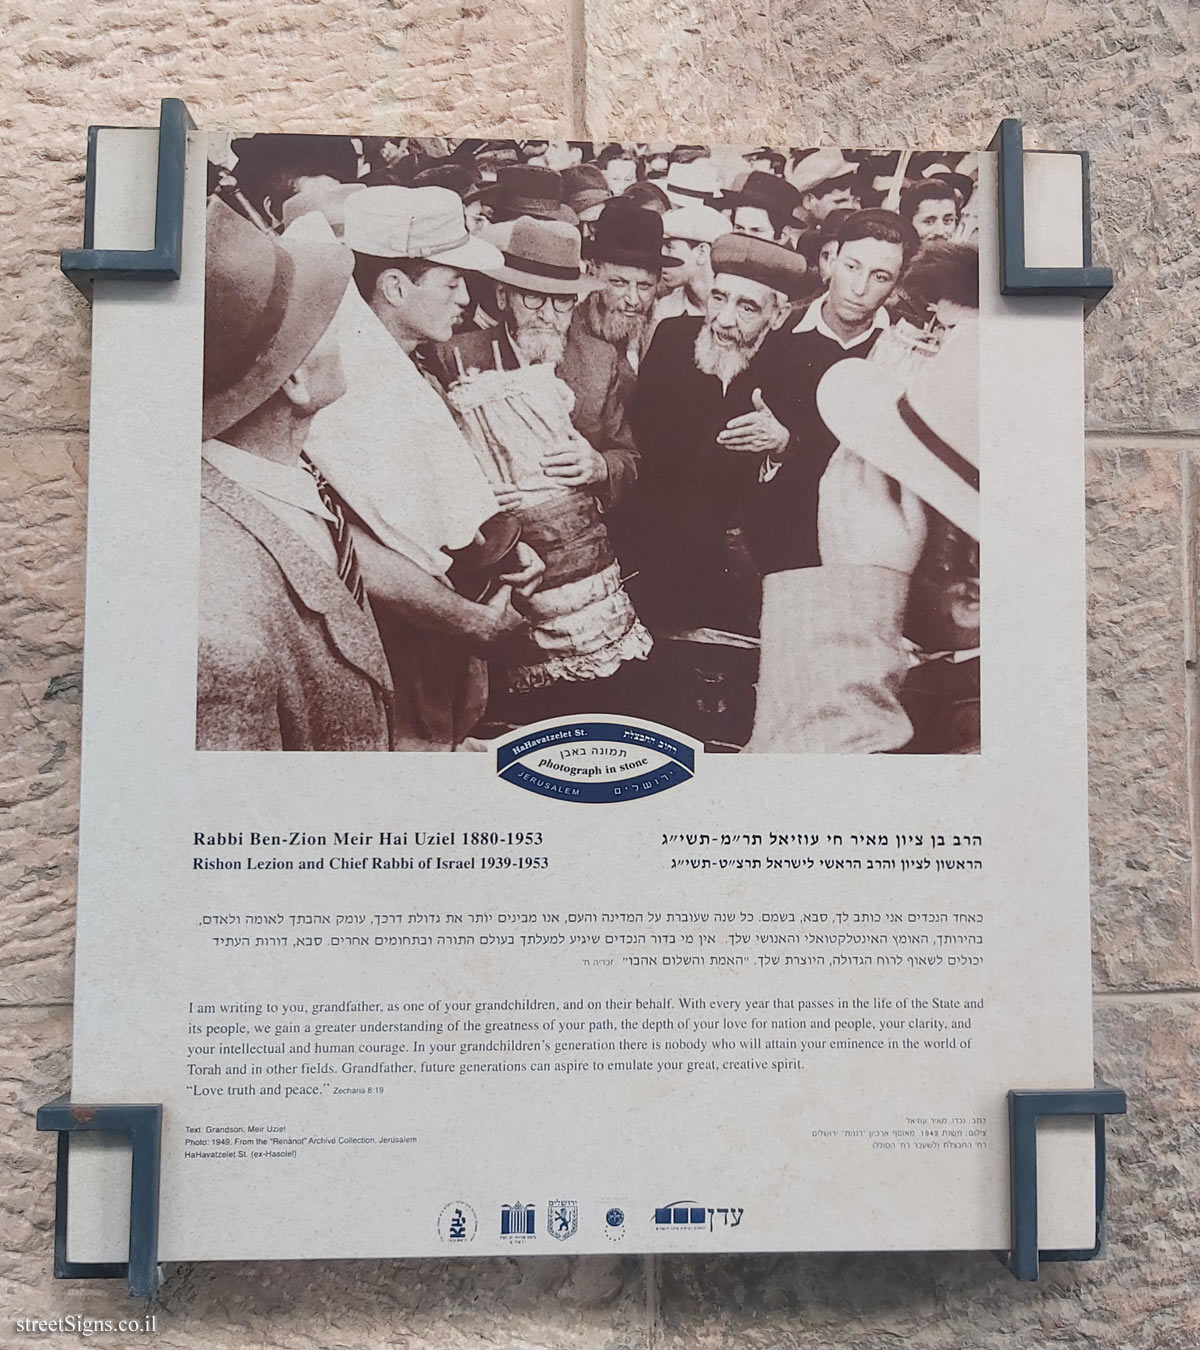 HaHavatzelet St. רחוב החבצלת
תמונה באבן
photograph in stone
JERUSALEM ירושלים
Rabbi Ben-Zion Meir Hai Uziel 1880-1953
Rishon Lezion and Chief Rabbi of Israel 1939-1953
הרב בן ציון מאיר חי עוזיאל תר״מ-תשי״ג
הראשון לציון והרב הראשי לישראל תרצ״ט-תשי״ג
כאחד הנכדים אני כותב לך, סבא, בשמם. כל שנה שעוברת על המדינה והעם, אנו מבינים יותר את גדולת דרכך, עומק אהבתך לאומה ולאדם,
בהירותך, האומץ האינטלקטואלי והאנושי שלך. אין מי בדור הנכדים שיגיע למעלתך בעולם התורה ובתחומים אחרים. סבא, דורות העתיד
יכולים לשאוף לרוח הגדולה, היוצרת שלך. ״האמת והשלום אהבו״ זכריה ח׳
I am writing to you, grandfather, as one of your grandchildren, and on their behalf. With every year that passes in the life of the State and
its people, we gain a greater understanding of the greatness of your path, the depth of your love for nation and people, your clarity, and
your intellectual and human courage. In your grandchildren's generation there is nobody who will attain your eminence in the world of
Torah and in other fields. Grandfather, future generations can aspire to emulate your great, creative spirit.
"Love truth and peace." Zecharia 8:19
Text: Grandson, Meir Uziel
Photo: 1949. From the "Renanot" Archive Collection, Jerusalem
HaHavatzelet St. (ex-Hasolel)
כתב: נכדו, מאיר עוזיאל
צילום: משנת 1949. מאוסף ארכיון ״רננות״ ירושלים
רח׳ החבצלת (לשעבר רח׳ הסולל)
ירושלים
עדן
streetSigns.co.il